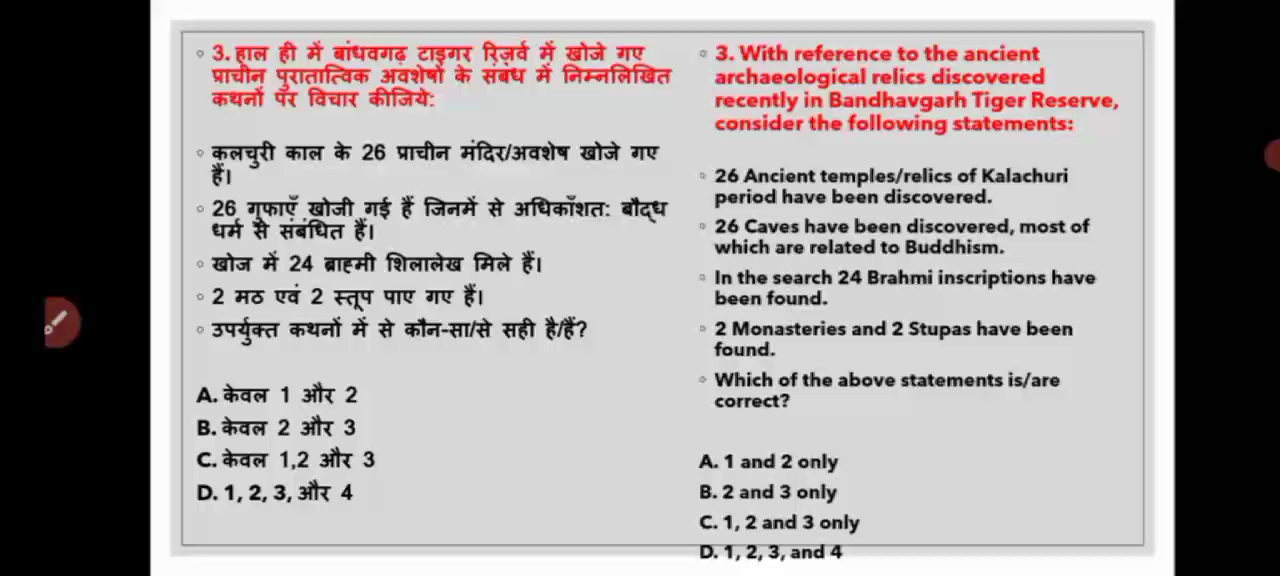 ◦ 3. हाल ही में बांधवगढ़ टाइगर रिज़र्व में खोजे गए
प्राचीन पुरातात्विक अवशेषों के संबंध में निम्नलिखित
कथनों पर विचार कीजिये:
◦ कलचुरी काल के 26 प्राचीन मंदिर/अवशेष खोजे गए
हैं।
◦ 26 गुफाएँ खोजी गई हैं जिनमें से अधिकाँशत: बौद्ध
धर्म से संबंधित हैं।
◦ खोज में 24 ब्राह्मी शिलालेख मिले हैं।
◦ 2 मठ एवं 2 स्तूप पाए गए हैं।
◦ उपर्युक्त कथनों में से कौन-सा/से सही है/हैं?
A. केवल 1 और 2
B. केवल 2 और 3
C. केवल 1,2 और 3
D. 1, 2, 3, और 4
◦ 3. With reference to the ancient
archaeological relics discovered
recently in Bandhavgarh Tiger Reserve,
consider the following statements:
◦ 26 Ancient temples/relics of Kalachuri
period have been discovered.
◦ 26 Caves have been discovered, most of
which are related to Buddhism.
◦ In the search 24 Brahmi inscriptions have
been found.
◦ 2 Monasteries and 2 Stupas have been
found.
◦ Which of the above statements is/are
correct?
A. 1 and 2 only
B. 2 and 3 only
C. 1, 2 and 3 only
D. 1, 2, 3, and 4